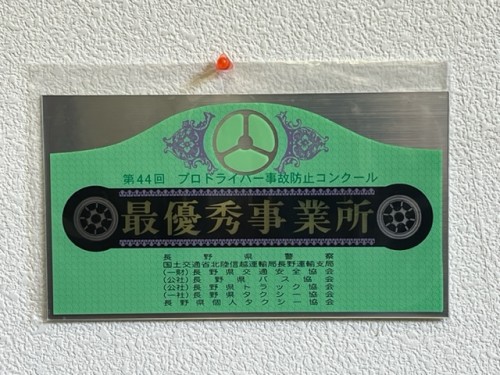 第44回 プロドライバー事故防止コンクール
最優秀事業所
長野県警察
国土交通省北陸信越運輸局長野運輸支局
(一財)長野県交通安全協会
(公社)長野県バス協会
(公社)長野県トラック協会
(一社)長野県タクシー協会
長野県個人タクシー協会